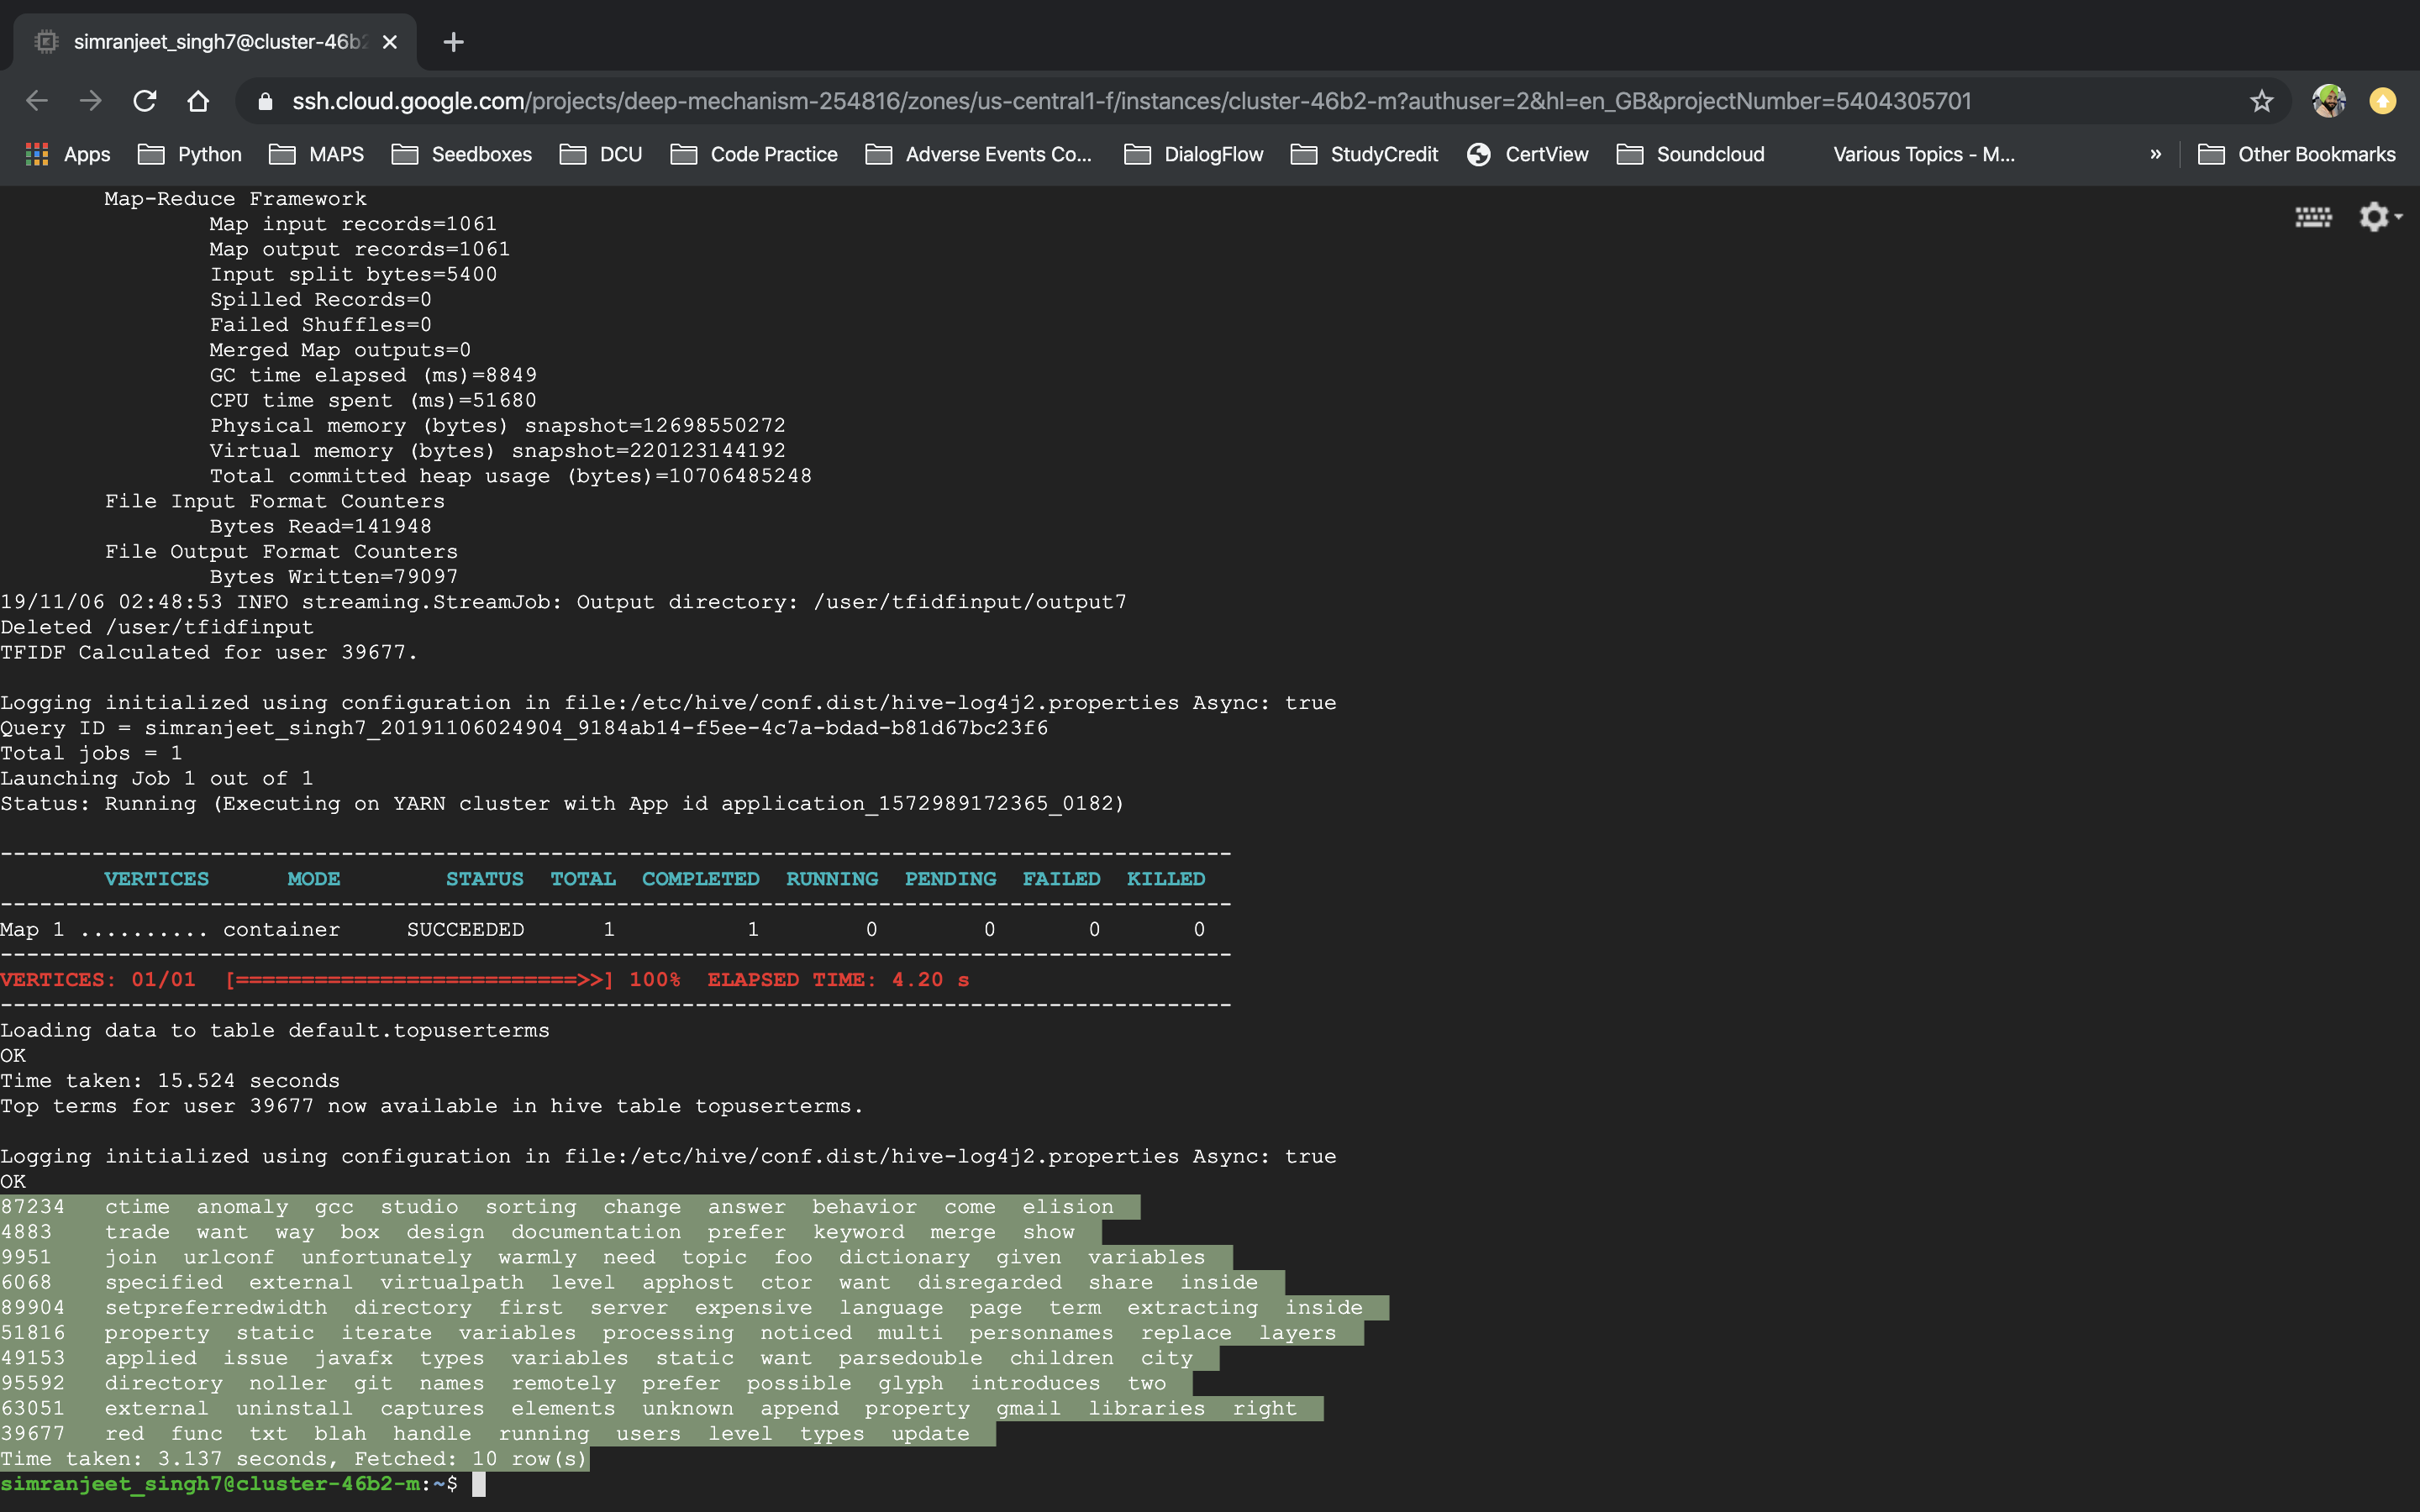 simranjeet_singh7@cluster-46b2
ssh.cloud.google.com/projects/deep-mechanism-254816/zones/us-central1-f/instances/cluster-46b2-m?authuser=2&hl=en_GB&projectNumber=5404305701
Apps Python MAPS Seedboxes DCU Code Practice Adverse Events Co... DialogFlow StudyCredit CertView Soundcloud Various Topics - M... » Other Bookmarks
Map-Reduce Framework
Map input records=1061
Map output records=1061
Input split bytes=5400
Spilled Records=0
Failed Shuffles=0
Merged Map outputs=0
GC time elapsed (ms)=8849
CPU time spent (ms)=51680
Physical memory (bytes) snapshot=12698550272
Virtual memory (bytes) snapshot=220123144192
Total committed heap usage (bytes)=10706485248
File Input Format Counters
Bytes Read=141948
File Output Format Counters
Bytes Written=79097
19/11/06 02:48:53 INFO streaming.StreamJob: Output directory: /user/tfidfinput/output7
Deleted /user/tfidfinput
TFIDF Calculated for user 39677.
Logging initialized using configuration in file:/etc/hive/conf.dist/hive-log4j2.properties Async: true
Query ID = simranjeet_singh7_20191106024904_9184ab14-f5ee-4c7a-bdad-b81d67bc23f6
Total jobs = 1
Launching Job 1 out of 1
Status: Running (Executing on YARN cluster with App id application_1572989172365_0182)
----------------------------------------------------------------------------------------------
VERTICES MODE STATUS TOTAL COMPLETED RUNNING PENDING FAILED KILLED
----------------------------------------------------------------------------------------------
Map 1 .......... container SUCCEEDED 1 1 0 0 0 0
----------------------------------------------------------------------------------------------
VERTICES: 01/01 [==========================>>] 100% ELAPSED TIME: 4.20 s
----------------------------------------------------------------------------------------------
Loading data to table default.topuserterms
OK
Time taken: 15.524 seconds
Top terms for user 39677 now available in hive table topuserterms.
Logging initialized using configuration in file:/etc/hive/conf.dist/hive-log4j2.properties Async: true
OK
87234 ctime anomaly gcc studio sorting change answer behavior come elision
4883 trade want way box design documentation prefer keyword merge show
9951 join urlconf unfortunately warmly need topic foo dictionary given variables
6068 specified external virtualpath level apphost ctor want disregarded share inside
89904 setpreferredwidth directory first server expensive language page term extracting inside
51816 property static iterate variables processing noticed multi personnames replace layers
49153 applied issue javafx types variables static want parsedouble children city
95592 directory noller git names remotely prefer possible glyph introduces two
63051 external uninstall captures elements unknown append property gmail libraries right
39677 red func txt blah handle running users level types update
Time taken: 3.137 seconds, Fetched: 10 row(s)
simranjeet_singh7@cluster-46b2-m:~$